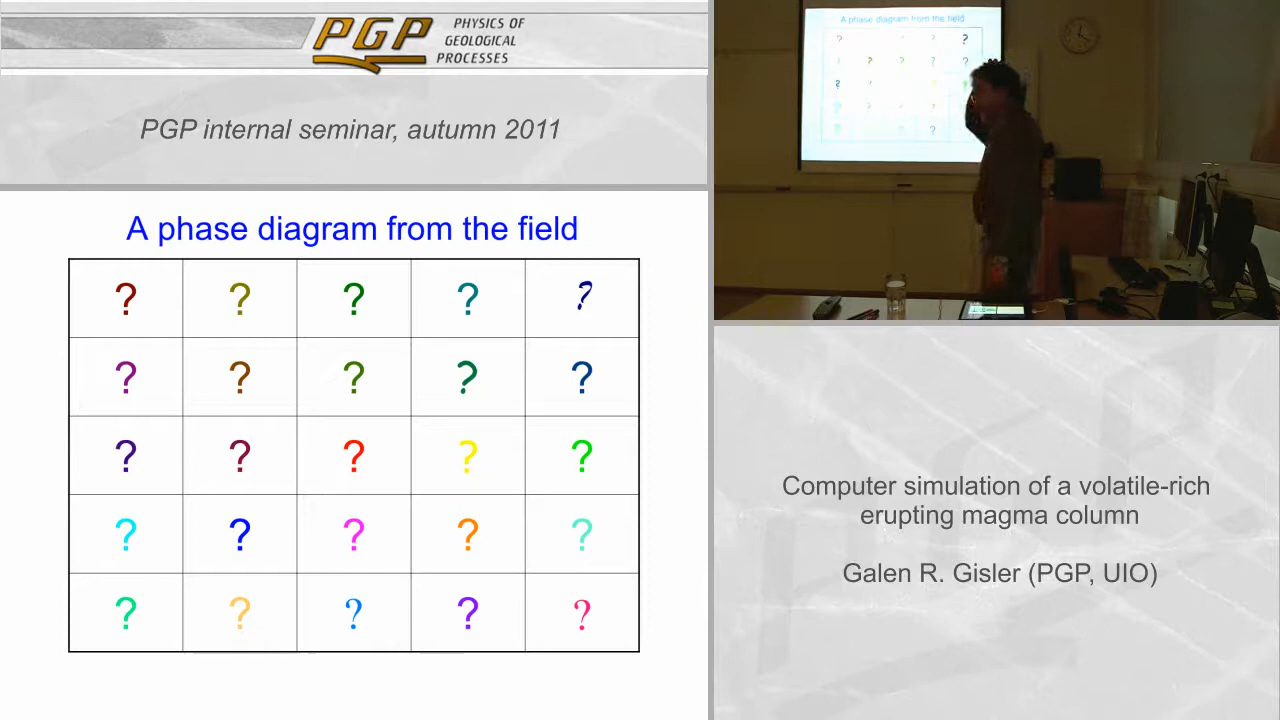 PGP
PHYSICS OF
GEOLOGICAL
PROCESSES
PGP internal seminar, autumn 2011
A phase diagram from the field
? ? ? ? ?
? ? ? ? ?
? ? ? ? ?
? ? ? ? ?
? ? ? ? ?
A phase diagram from the field
Computer simulation of a volatile-rich
erupting magma column
Galen R. Gisler (PGP, UIO)